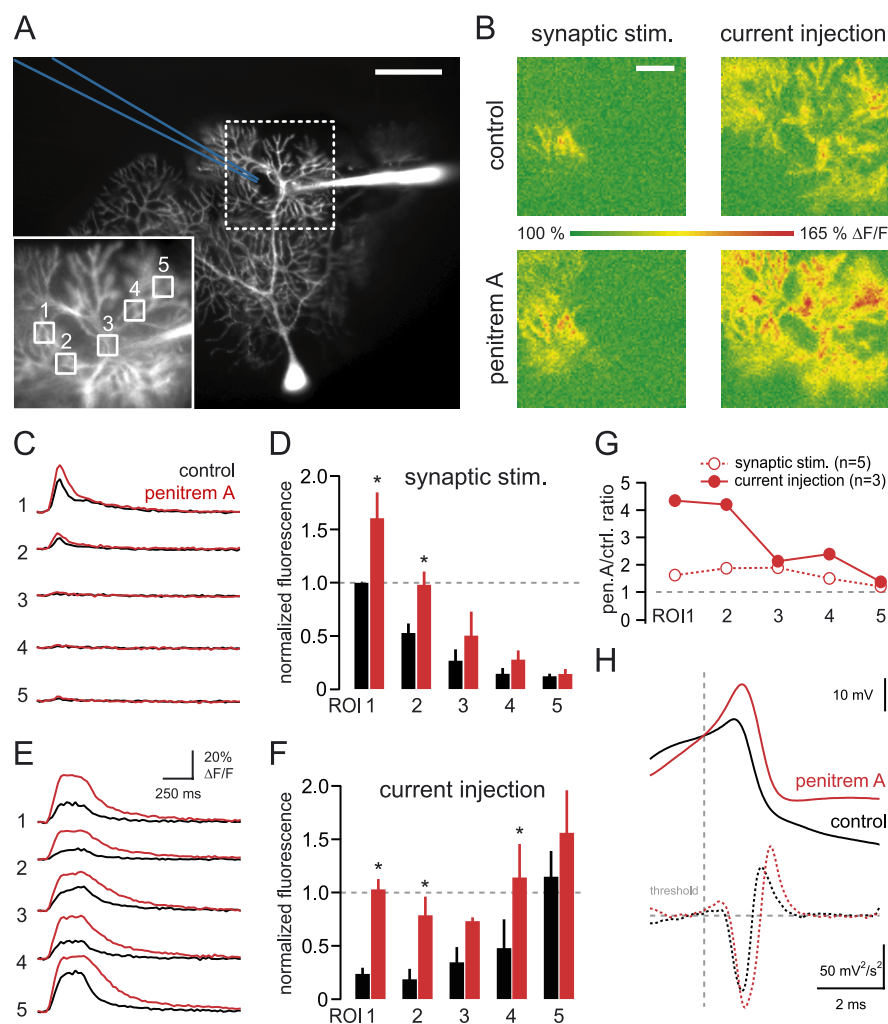 A
1
2
3
4
5
B
synaptic stim.
current injection
control
100 %
165 % ΔF/F
penitrem A
C
control
penitrem A
1
2
3
4
5
D
synaptic stim.
normalized fluorescence
2.0
1.5
1.0
0.5
0
ROI 1
2
3
4
5
*
*
G
synaptic stim. (n=5)
current injection (n=3)
pen.A/ctrl. ratio
5
4
3
2
1
0
ROI1
2
3
4
5
E
20%
ΔF/F
250 ms
1
2
3
4
5
F
current injection
normalized fluorescence
2.0
1.5
1.0
0.5
0
ROI 1
2
3
4
5
*
*
*
H
10 mV
penitrem A
control
threshold
50 mV²/s²
2 ms